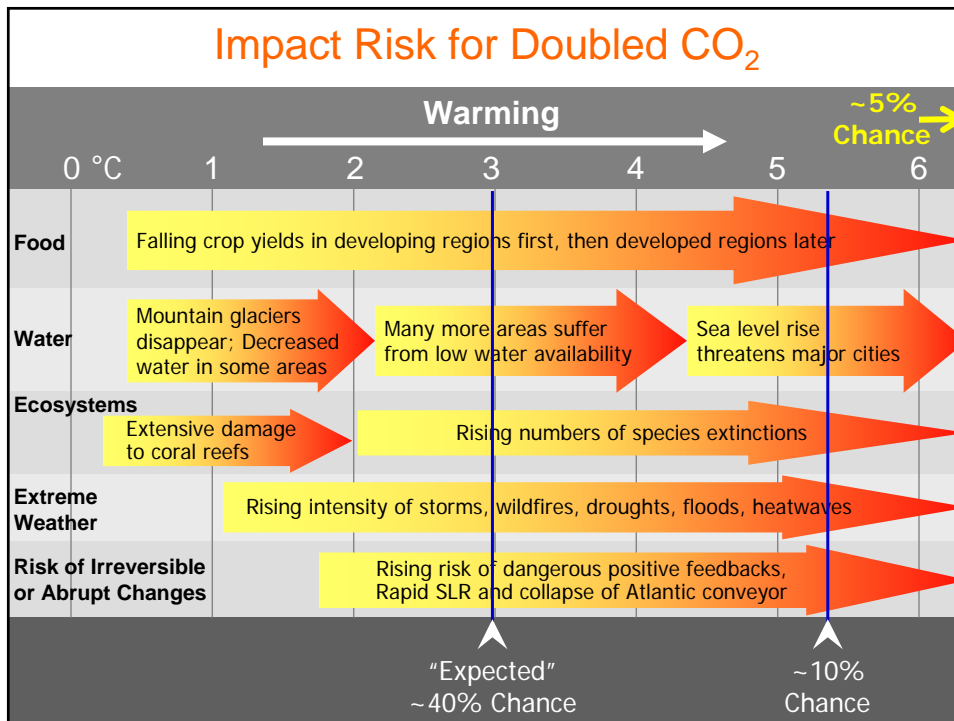 Impact Risk for Doubled CO₂
Warming
~5%
Chance
0 °C 1 2 3 4 5 6
Food
Falling crop yields in developing regions first, then developed regions later
Water
Mountain glaciers
disappear; Decreased
water in some areas
Many more areas suffer
from low water availability
Sea level rise
threatens major cities
Ecosystems
Extensive damage
to coral reefs
Rising numbers of species extinctions
Extreme
Weather
Rising intensity of storms, wildfires, droughts, floods, heatwaves
Risk of Irreversible
or Abrupt Changes
Rising risk of dangerous positive feedbacks,
Rapid SLR and collapse of Atlantic conveyor
“Expected”
~40% Chance
~10%
Chance